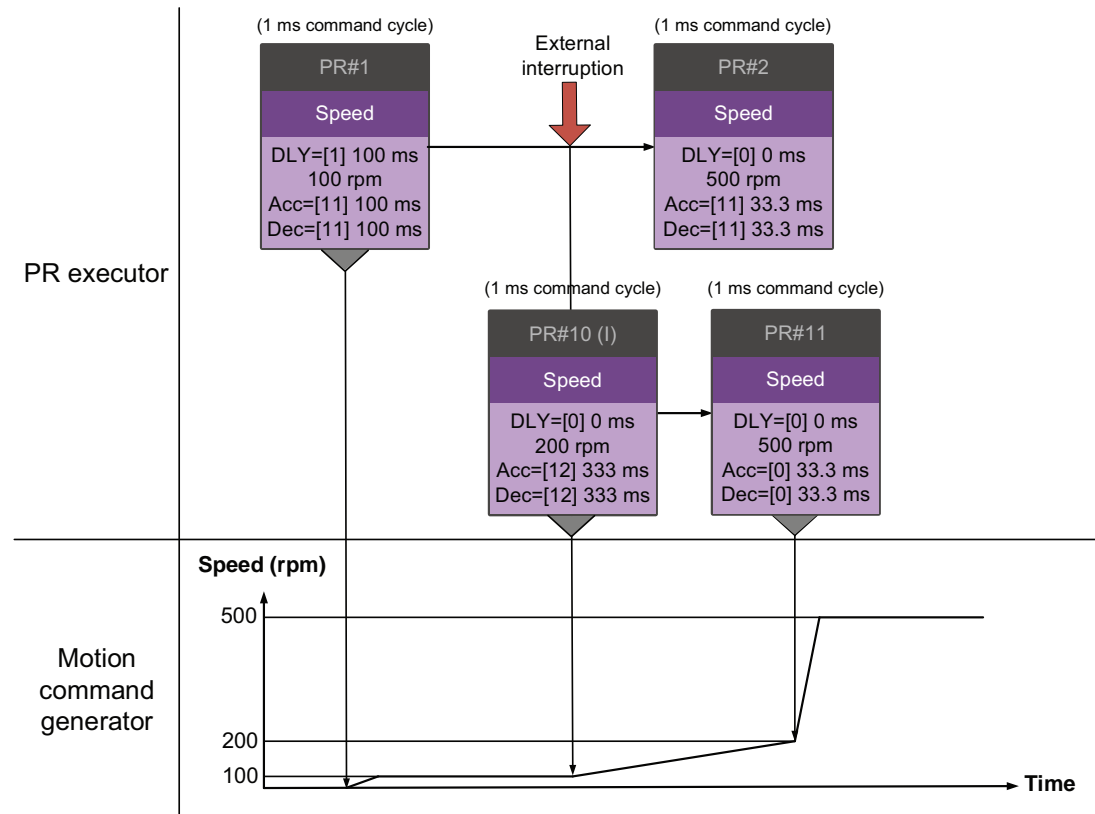 (1 ms command cycle)
PR#1
Speed
DLY=[1] 100 ms
100 rpm
Acc=[11] 100 ms
Dec=[11] 100 ms
External
interruption
(1 ms command cycle)
PR#2
Speed
DLY=[0] 0 ms
500 rpm
Acc=[11] 33.3 ms
Dec=[11] 33.3 ms
PR executor
(1 ms command cycle)
PR#10 (I)
Speed
DLY=[0] 0 ms
200 rpm
Acc=[12] 333 ms
Dec=[12] 333 ms
(1 ms command cycle)
PR#11
Speed
DLY=[0] 0 ms
500 rpm
Acc=[0] 33.3 ms
Dec=[0] 33.3 ms
Motion
command
generator
Speed (rpm)
500
200
100
Time